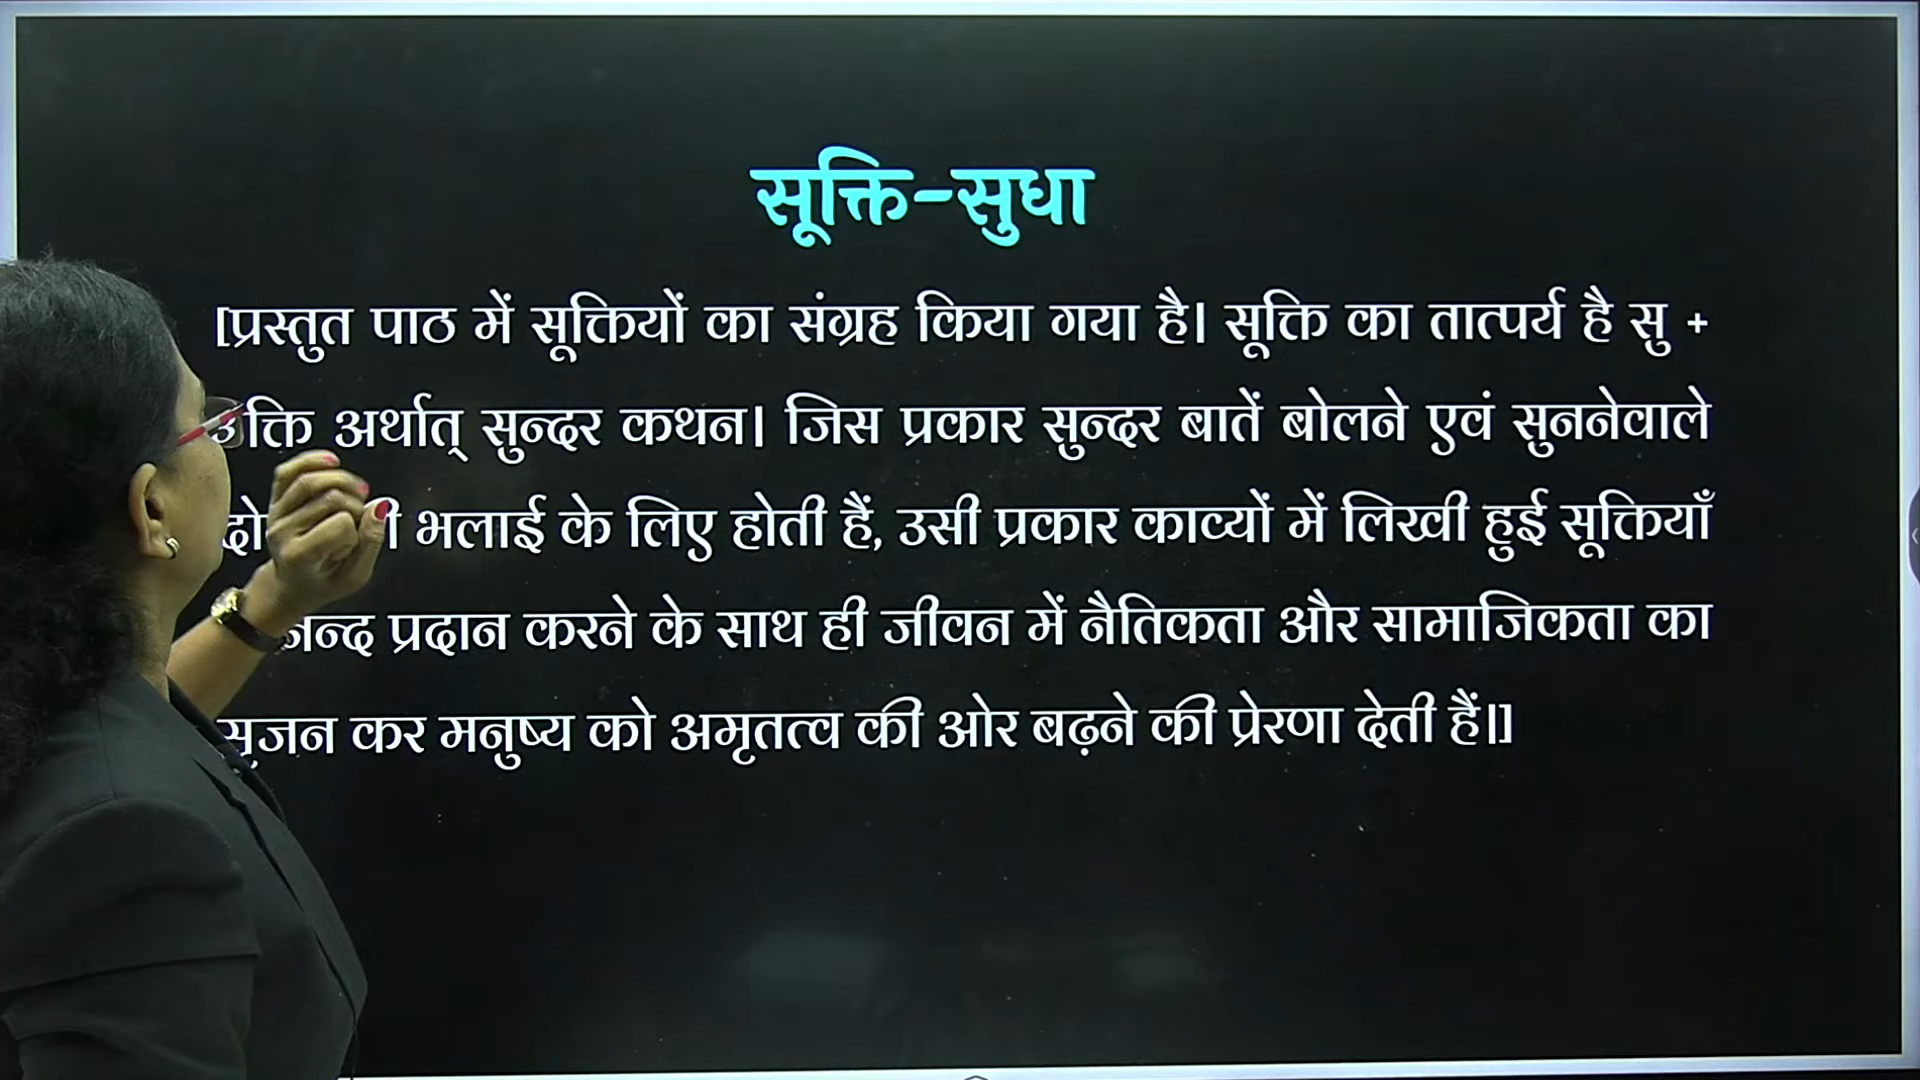 सूक्ति-सुधा
[प्रस्तुत पाठ में सूक्तियों का संग्रह किया गया है। सूक्ति का तात्पर्य है सु +
अर्थात् सुन्दर कथन। जिस प्रकार सुन्दर बातें बोलने एवं सुननेवाले
भलाई के लिए होती हैं, उसी प्रकार काव्यों में लिखी हुई सूक्तियाँ
प्रदान करने के साथ ही जीवन में नैतिकता और सामाजिकता का
सृजन कर मनुष्य को अमृतत्व की ओर बढ़ने की प्रेरणा देती हैं।]